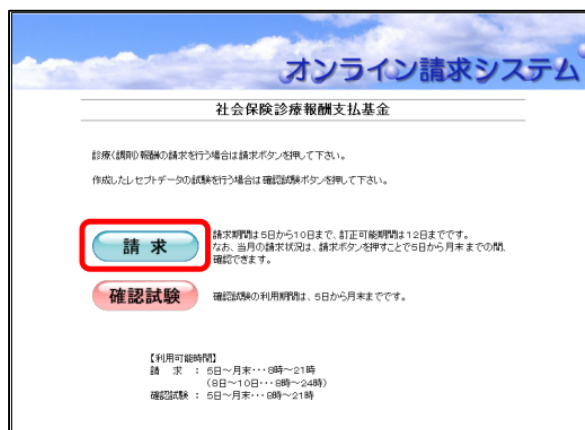 オンライン請求システム
社会保険診療報酬支払基金
診療(調剤)報酬の請求を行う場合は請求ボタンを押して下さい。
作成したレセプトデータの試験を行う場合は確認試験ボタンを押して下さい。
請 求
請求期間は5日から10日まで、訂正可能期間は12日までです。
なお、当月の請求状況は、請求ボタンを押すことで5日から月末までの間、
確認できます。
確認試験
確認試験の利用期間は、5日から月末までです。
【利用可能時間】
請 求 : 5日～月末・・・8時～21時
(8日～10日・・・8時～24時)
確認試験 : 5日～月末・・・8時～21時